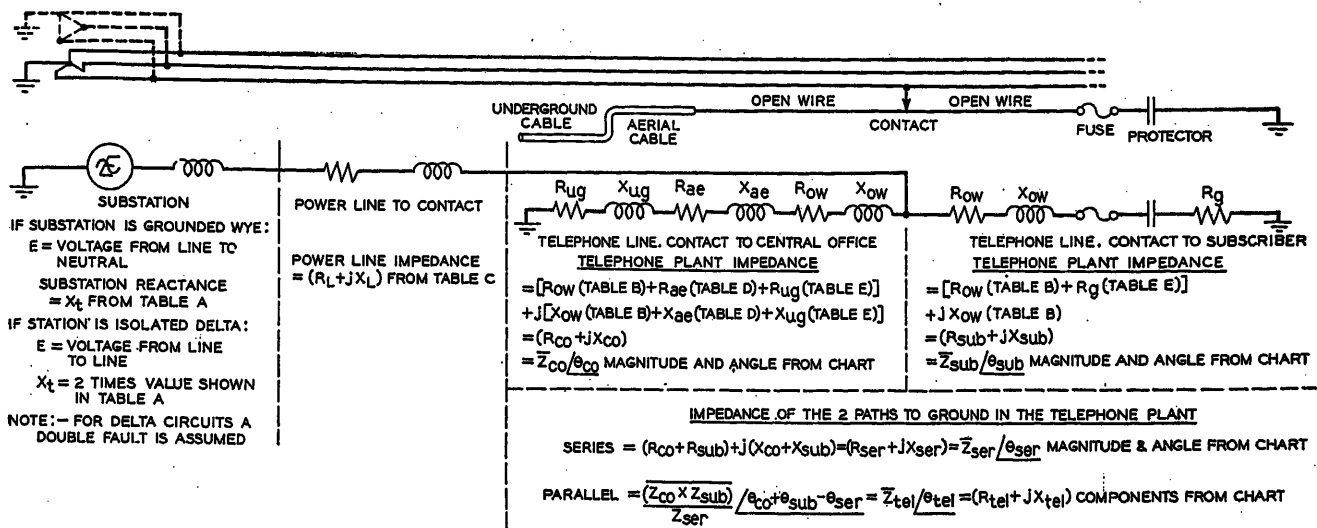 OPEN WIRE
OPEN WIRE
UNDERGROUND
CABLE
AERIAL
CABLE
CONTACT
FUSE
PROTECTOR
E
SUBSTATION
IF SUBSTATION IS GROUNDED WYE:
E = VOLTAGE FROM LINE TO
NEUTRAL
SUBSTATION REACTANCE
= Xt FROM TABLE A
IF STATION IS ISOLATED DELTA:
E = VOLTAGE FROM LINE
TO LINE
Xt = 2 TIMES VALUE SHOWN
IN TABLE A
NOTE:- FOR DELTA CIRCUITS A
DOUBLE FAULT IS ASSUMED
POWER LINE TO CONTACT
POWER LINE IMPEDANCE
= (RL+jXL) FROM TABLE C
Rug Xug Rae Xae Row Xow
TELEPHONE LINE. CONTACT TO CENTRAL OFFICE
TELEPHONE PLANT IMPEDANCE
=[Row (TABLE B)+Rae (TABLE D)+Rug (TABLE E)]
+j[Xow (TABLE B)+Xae (TABLE D)+Xug (TABLE E)]
=(Rco+jXco)
=Z̅co/θco MAGNITUDE AND ANGLE FROM CHART
Row Xow Rg
TELEPHONE LINE. CONTACT TO SUBSCRIBER
TELEPHONE PLANT IMPEDANCE
=[Row (TABLE B)+Rg (TABLE E)]
+jXow (TABLE B)
=(Rsub+jXsub)
=Z̅sub/θsub MAGNITUDE AND ANGLE FROM CHART
IMPEDANCE OF THE 2 PATHS TO GROUND IN THE TELEPHONE PLANT
SERIES = (Rco+Rsub)+j(Xco+Xsub)=(Rser+jXser)=Z̅ser/θser MAGNITUDE & ANGLE FROM CHART
PARALLEL = (Zco X Zsub)/Zser /θco+θsub-θser = Z̅tel/θtel =(Rtel+jXtel) COMPONENTS FROM CHART